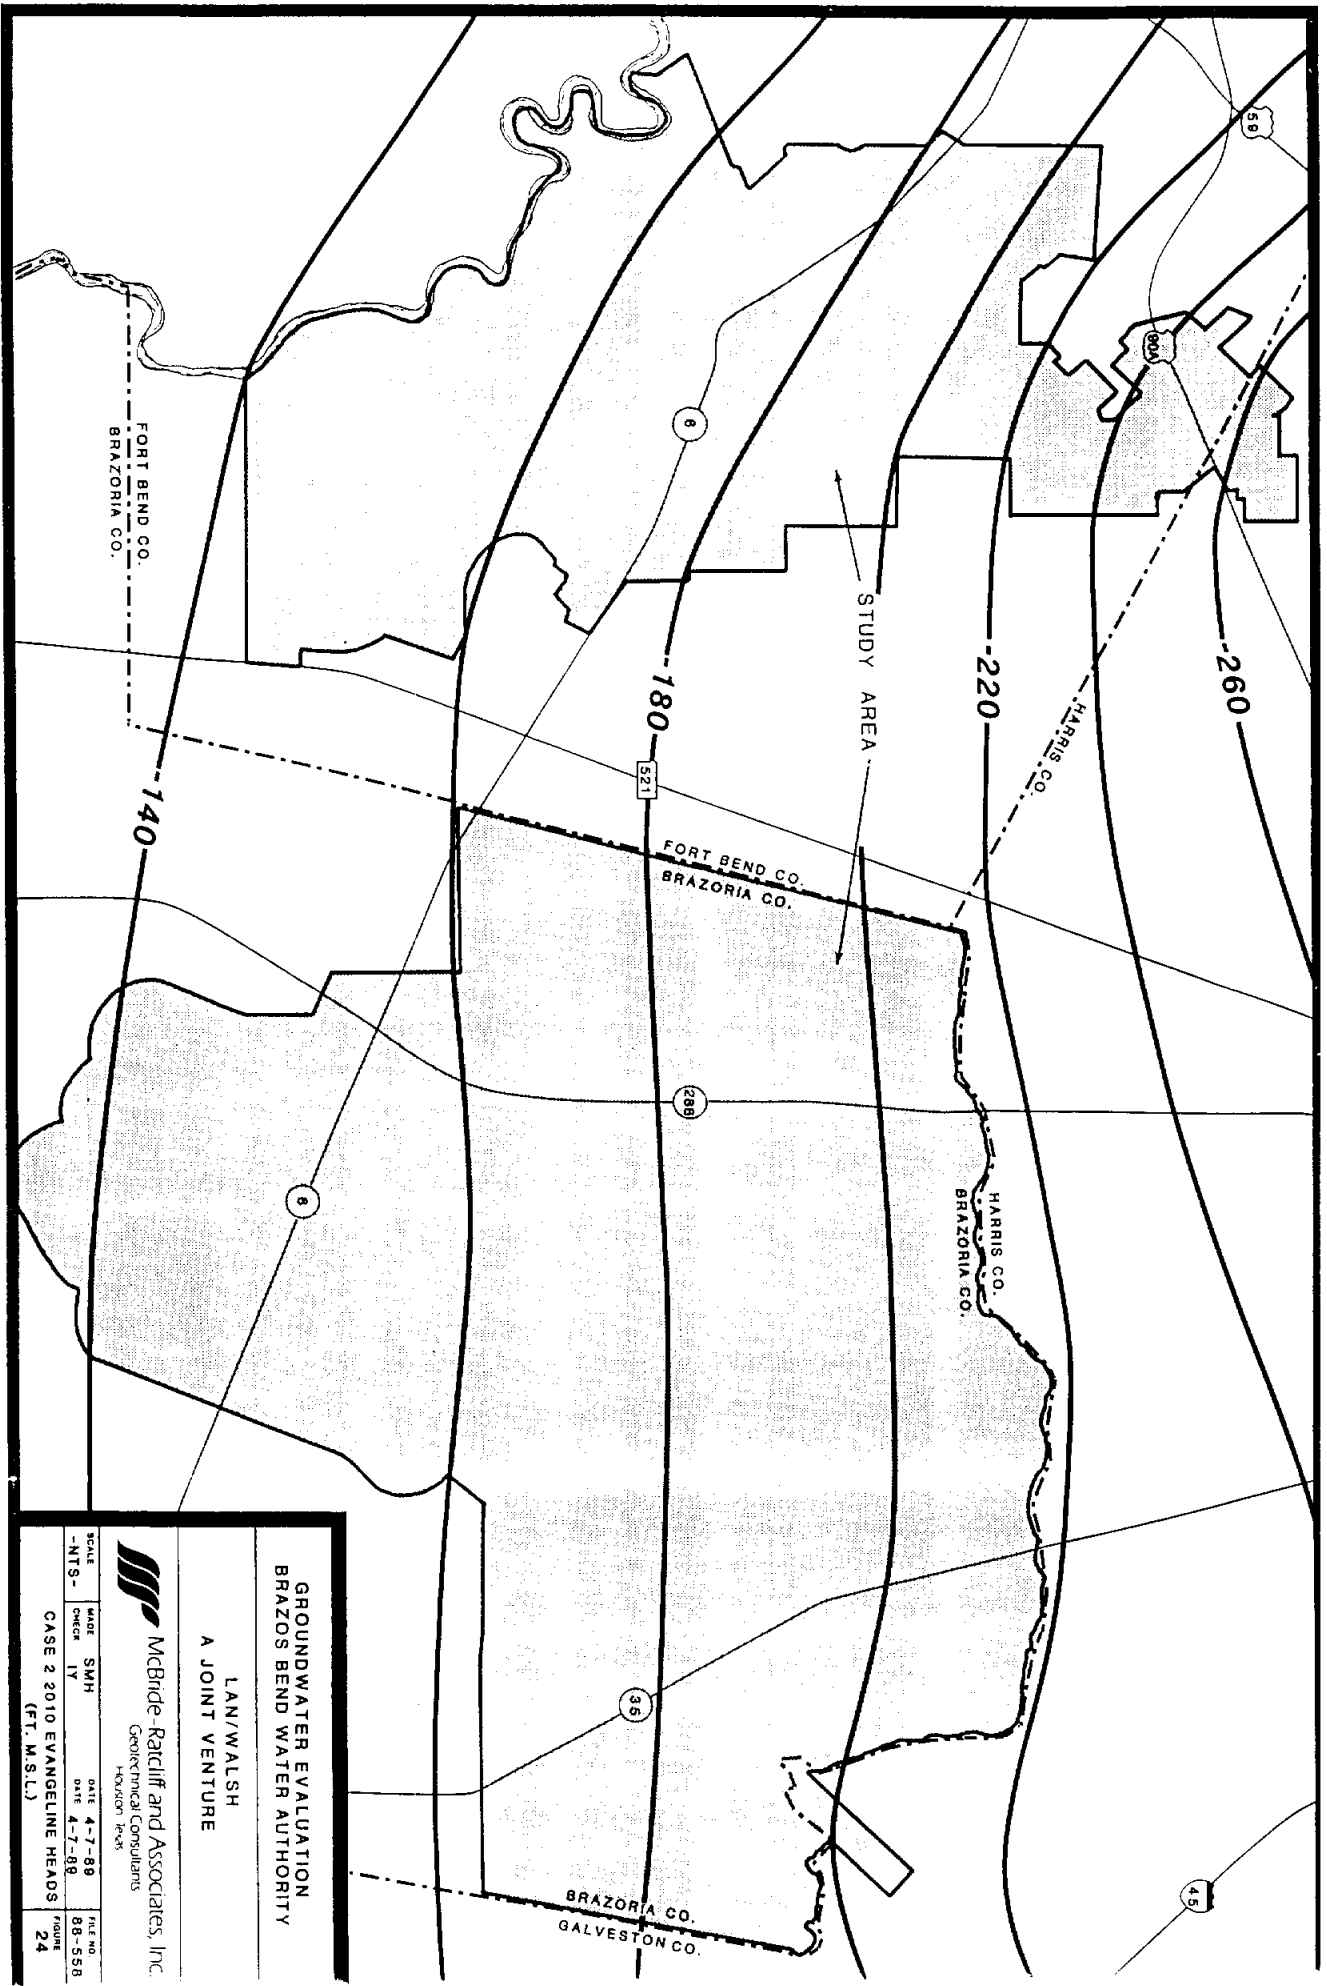 59
90A
6
FORT BEND CO.
BRAZORIA CO.
STUDY AREA
-260
-220
-180
-140
HARRIS CO.
521
FORT BEND CO.
BRAZORIA CO.
288
HARRIS CO.
BRAZORIA CO.
6
35
45
BRAZORIA CO.
GALVESTON CO.
GROUNDWATER EVALUATION
BRAZOS BEND WATER AUTHORITY
LAN/WALSH
A JOINT VENTURE
McBride-Ratcliff and Associates, Inc.
Geotechnical Consultants
Houston Texas
SCALE -NTS-
MADE SMH DATE 4-7-89
CHECK IY DATE 4-7-89
FILE NO. 88-558
CASE 2 2010 EVANGELINE HEADS
(FT. M.S.L.)
FIGURE 24